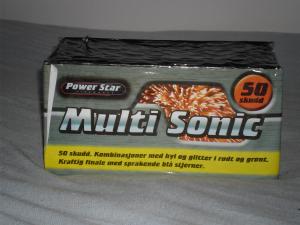 Power Star
50
skudd
Multi Sonic
50 skudd. Kombinasjoner med hyl og glitter i rødt og grønt.
Kraftig finale med sprakende blå stjerner.